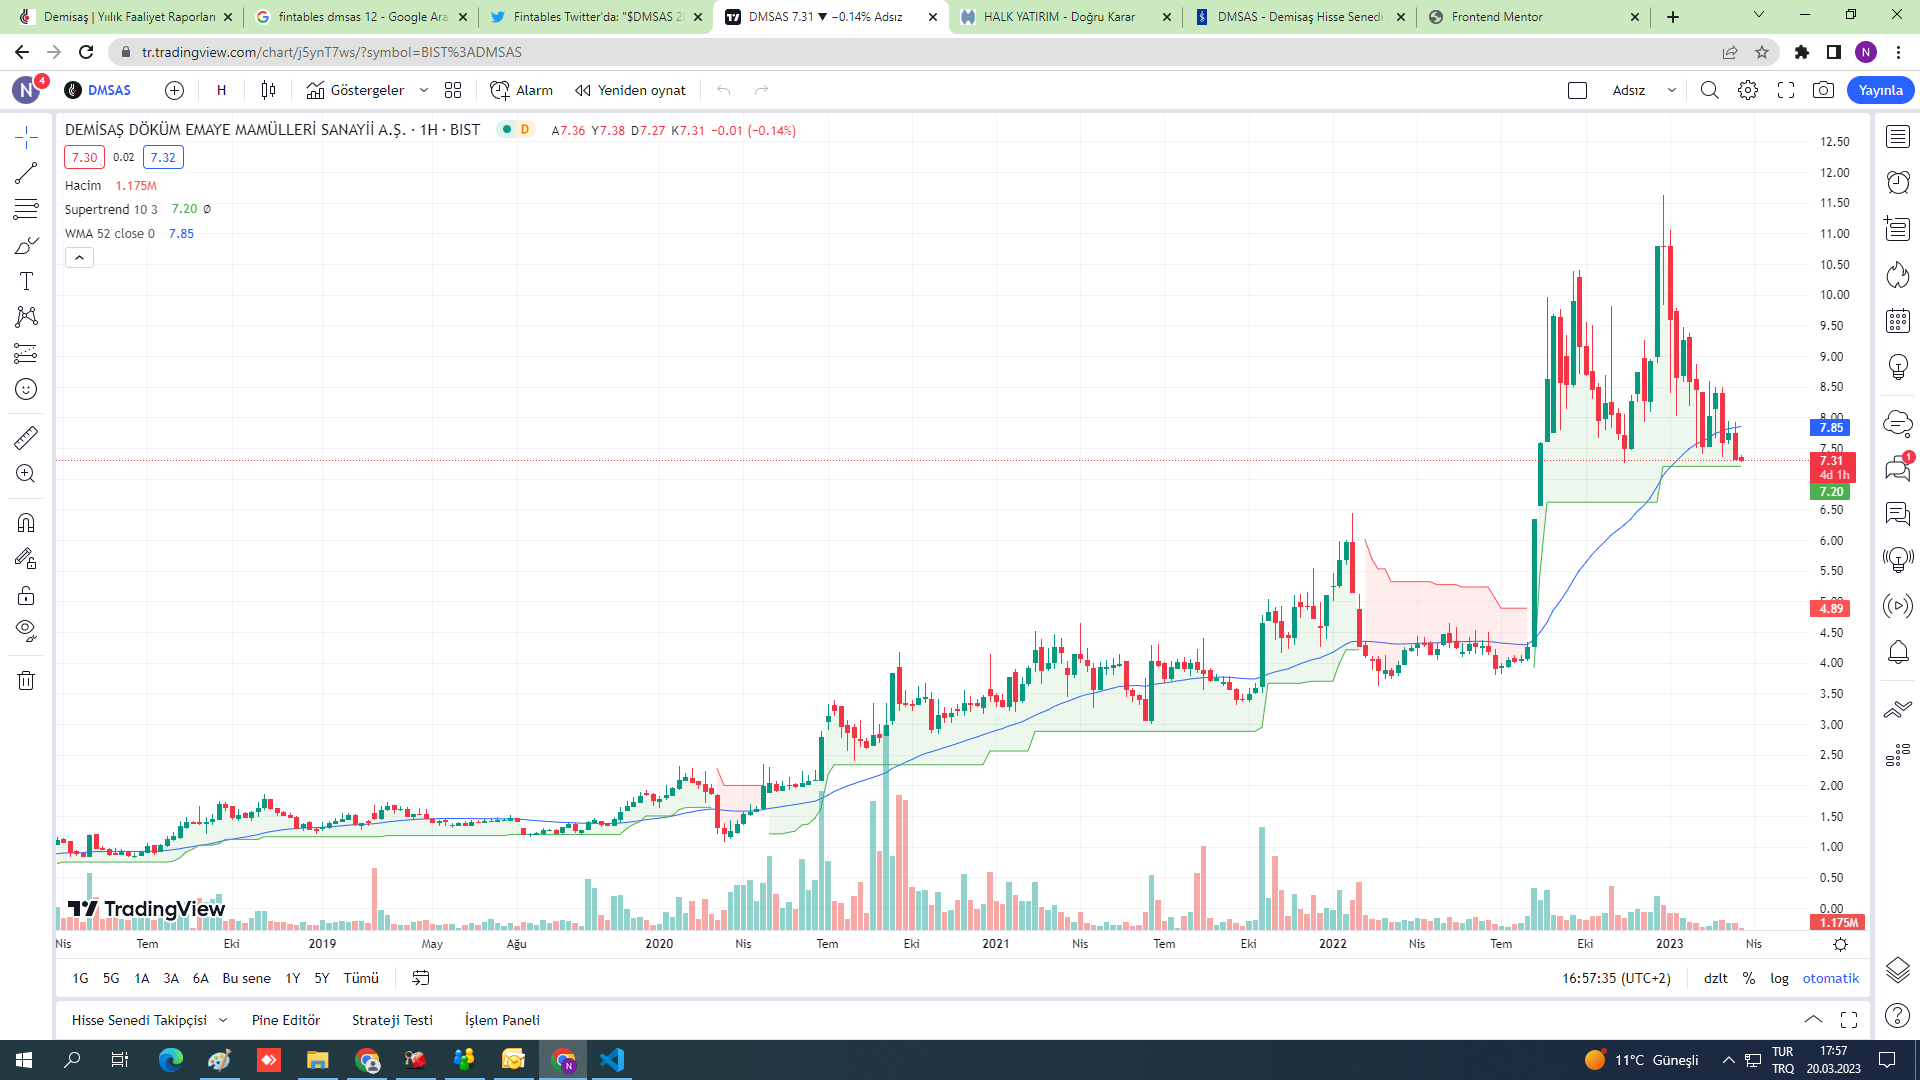 Demisaş | Yıllık Faaliyet Raporları
fintables dmsas 12 - Google Ara
Fintables Twitter'da: "$DMSAS 20
DMSAS 7.31 ▼ −0.14% Adsız
HALK YATIRIM - Doğru Karar
DMSAS - Demisaş Hisse Senedi
Frontend Mentor
tr.tradingview.com/chart/j5ynT7ws/?symbol=BIST%3ADMSAS
N
N 4 DMSAS H Göstergeler Alarm Yeniden oynat Adsız Yayınla
DEMİSAŞ DÖKÜM EMAYE MAMÜLLERİ SANAYİİ A.Ş. · 1H · BIST D A7.36 Y7.38 D7.27 K7.31 −0.01 (−0.14%)
7.30 0.02 7.32
Hacim 1.175M
Supertrend 10 3 7.20 Ø
WMA 52 close 0 7.85
12.50
12.00
11.50
11.00
10.50
10.00
9.50
9.00
8.50
8.00
7.85
7.50
7.31
4d 1h
7.20
6.50
6.00
5.50
5.00
4.89
4.50
4.00
3.50
3.00
2.50
2.00
1.50
1.00
0.50
0.00
1.175M
1
TradingView
Nis Tem Eki 2019 May Ağu 2020 Nis Tem Eki 2021 Nis Tem Eki 2022 Nis Tem Eki 2023 Nis
1G 5G 1A 3A 6A Bu sene 1Y 5Y Tümü 16:57:35 (UTC+2) dzlt % log otomatik
Hisse Senedi Takipçisi Pine Editör Strateji Testi İşlem Paneli
11°C Güneşli
TUR
TRQ
17:57
20.03.2023